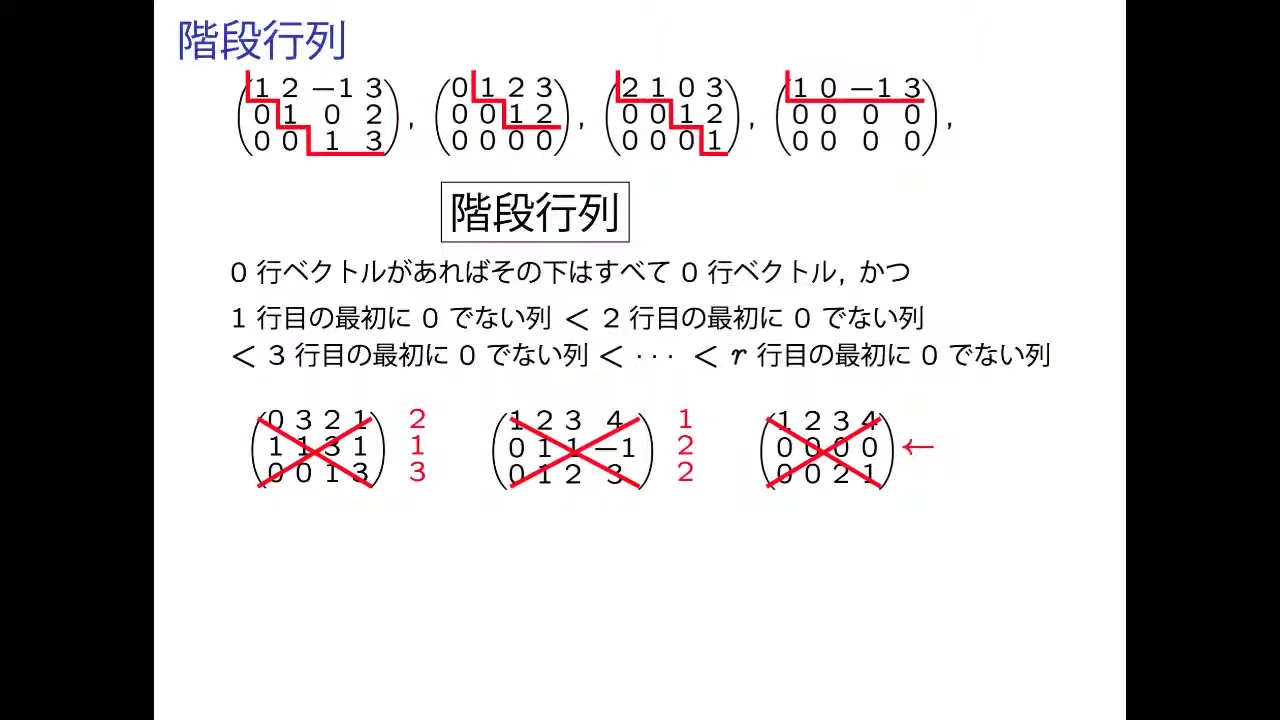 階段行列
1 2 −1 3 0 1 2 3 2 1 0 3 1 0 −1 3
0 1 0 2 , 0 0 1 2 , 0 0 1 2 , 0 0 0 0 ,
0 0 1 3 0 0 0 0 0 0 0 1 0 0 0 0
階段行列
0 行ベクトルがあればその下はすべて 0 行ベクトル, かつ
1 行目の最初に 0 でない列 < 2 行目の最初に 0 でない列
< 3 行目の最初に 0 でない列 < · · · < r 行目の最初に 0 でない列
0 3 2 1 2 1 2 3 4 1 1 2 3 4
1 1 3 1 1 0 1 1 −1 2 0 0 0 0 ←
0 0 1 3 3 0 1 2 3 2 0 0 2 1